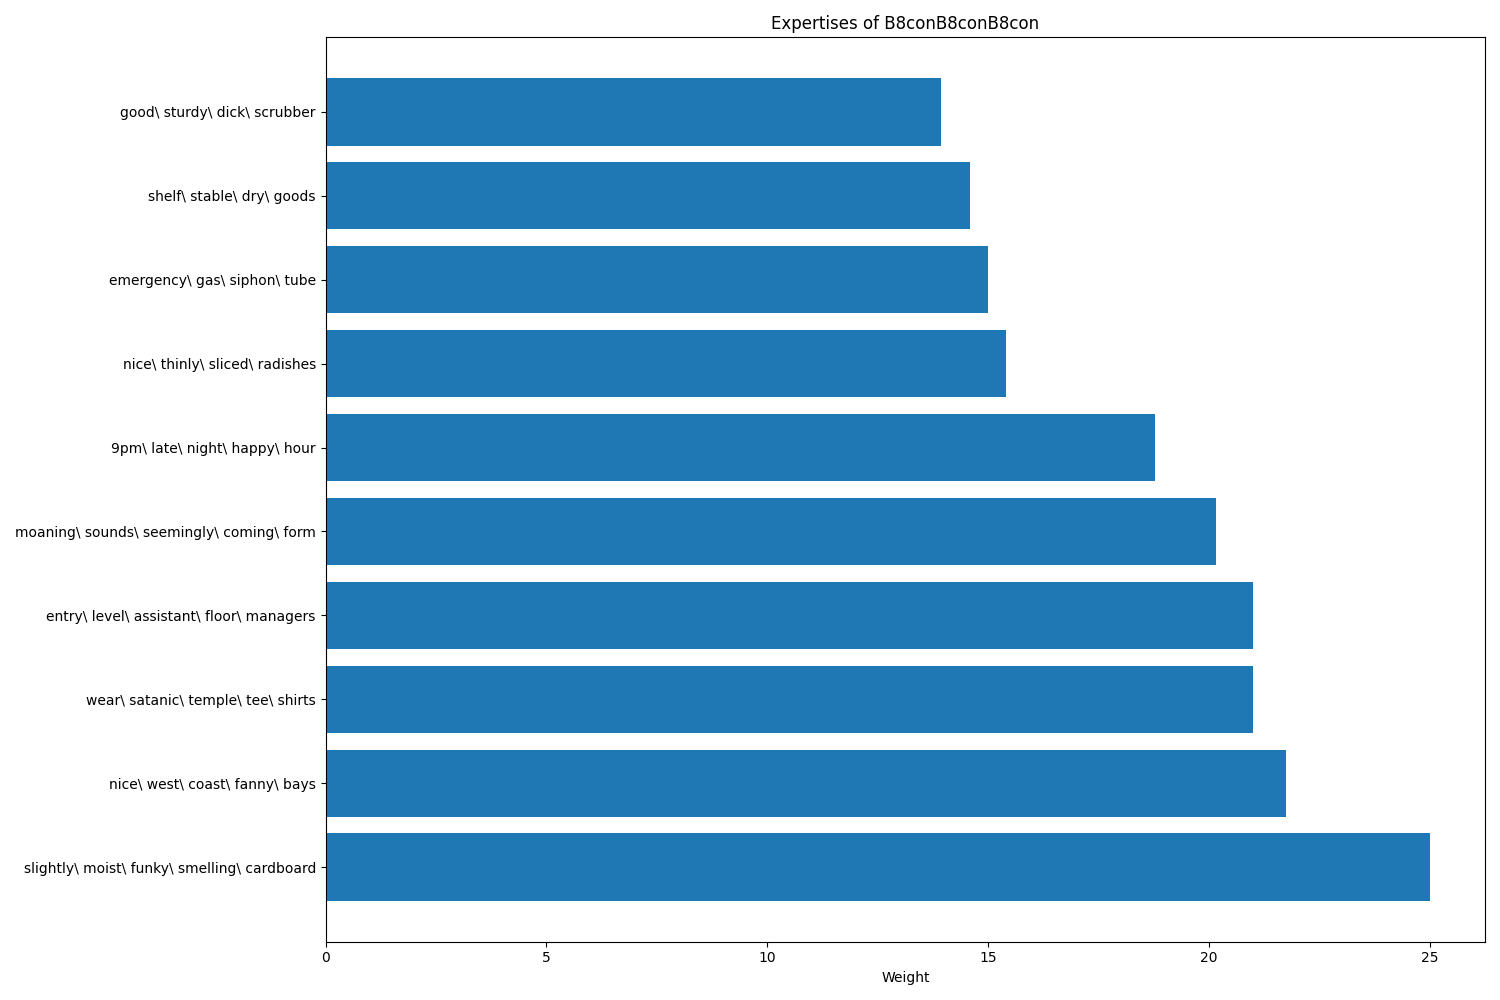 Expertises of B8conB8conB8con
good\ sturdy\ dick\ scrubber
shelf\ stable\ dry\ goods
emergency\ gas\ siphon\ tube
nice\ thinly\ sliced\ radishes
9pm\ late\ night\ happy\ hour
moaning\ sounds\ seemingly\ coming\ form
entry\ level\ assistant\ floor\ managers
wear\ satanic\ temple\ tee\ shirts
nice\ west\ coast\ fanny\ bays
slightly\ moist\ funky\ smelling\ cardboard
0 5 10 15 20 25
Weight